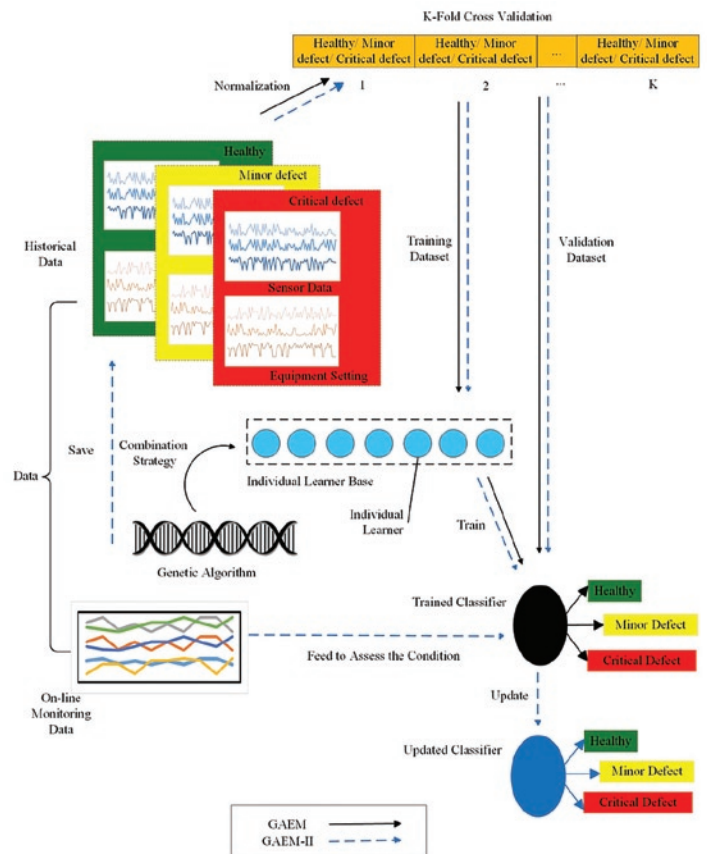 K-Fold Cross Validation
Healthy/ Minor
defect/ Critical defect
Healthy/ Minor
defect/ Critical defect
...
Healthy/ Minor
defect/ Critical defect
Normalization
1
2
...
K
Healthy
Minor defect
Critical defect
Historical
Data
Sensor Data
Equipment Setting
Training
Dataset
Validation
Dataset
Save
Combination
Strategy
Data
Individual Learner Base
Individual
Learner
Train
Genetic Algorithm
Trained Classifier
Healthy
Minor Defect
Critical Defect
Feed to Assess the Condition
On-line
Monitoring
Data
Update
Updated Classifier
Healthy
Minor Defect
Critical Defect
GAEM
GAEM-II